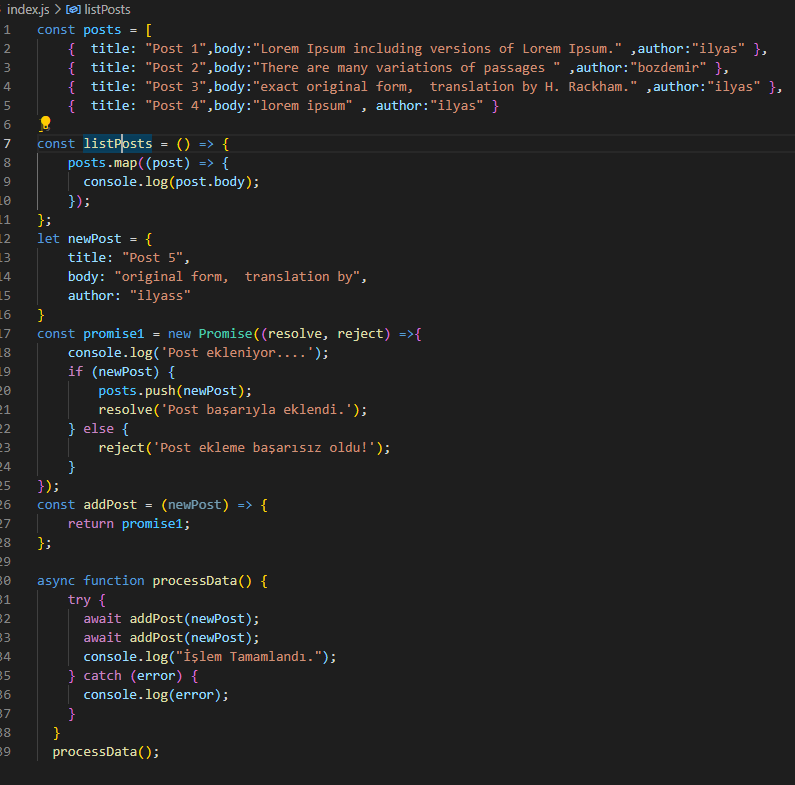 index.js > listPosts
1 const posts = [
2 { title: "Post 1",body:"Lorem Ipsum including versions of Lorem Ipsum." ,author:"ilyas" },
3 { title: "Post 2",body:"There are many variations of passages " ,author:"bozdemir" },
4 { title: "Post 3",body:"exact original form,  translation by H. Rackham." ,author:"ilyas" },
5 { title: "Post 4",body:"lorem ipsum" , author:"ilyas" }
6 ]
7 const listPosts = () => {
8 posts.map((post) => {
9 console.log(post.body);
10 });
11 };
12 let newPost = {
13 title: "Post 5",
14 body: "original form,  translation by",
15 author: "ilyass"
16 }
17 const promise1 = new Promise((resolve, reject) =>{
18 console.log('Post ekleniyor....');
19 if (newPost) {
20 posts.push(newPost);
21 resolve('Post başarıyla eklendi.');
22 } else {
23 reject('Post ekleme başarısız oldu!');
24 }
25 });
26 const addPost = (newPost) => {
27 return promise1;
28 };
29
30 async function processData() {
31 try {
32 await addPost(newPost);
33 await addPost(newPost);
34 console.log("İşlem Tamamlandı.");
35 } catch (error) {
36 console.log(error);
37 }
38 }
39 processData();